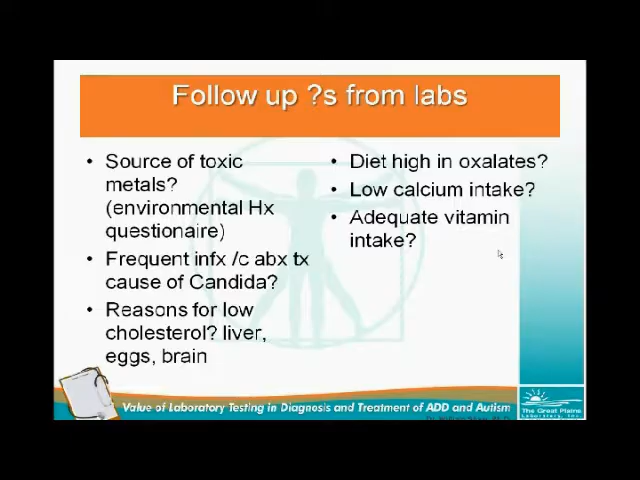 Follow up ?s from labs
• Source of toxic
metals?
(environmental Hx
questionaire)
• Frequent infx /c abx tx
cause of Candida?
• Reasons for low
cholesterol? liver,
eggs, brain
• Diet high in oxalates?
• Low calcium intake?
• Adequate vitamin
intake?
Value of Laboratory Testing in Diagnosis and Treatment of ADD and Autism
The Great Plains
Laboratory, Inc.